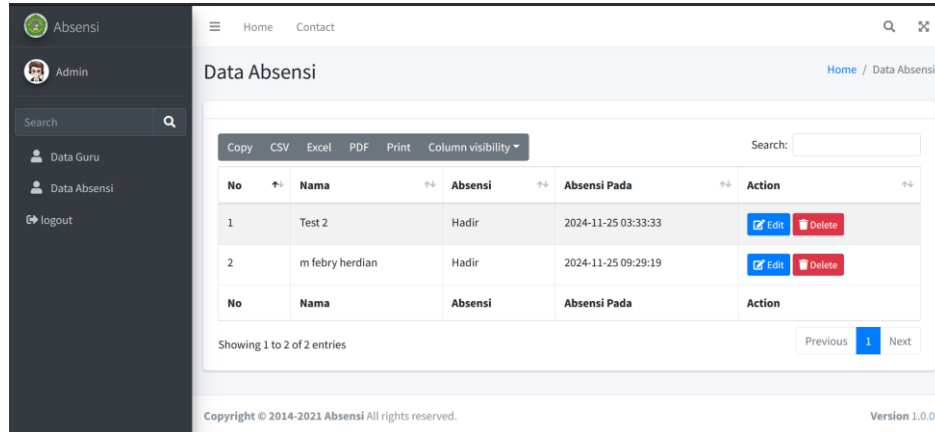 Absensi
Home Contact
Admin
Data Absensi
Home / Data Absensi
Search
Data Guru
Data Absensi
logout
Copy CSV Excel PDF Print Column visibility
Search:
No Nama Absensi Absensi Pada Action
1 Test 2 Hadir 2024-11-25 03:33:33 Edit Delete
2 m febry herdian Hadir 2024-11-25 09:29:19 Edit Delete
No Nama Absensi Absensi Pada Action
Showing 1 to 2 of 2 entries
Previous 1 Next
Copyright © 2014-2021 Absensi All rights reserved.
Version 1.0.0